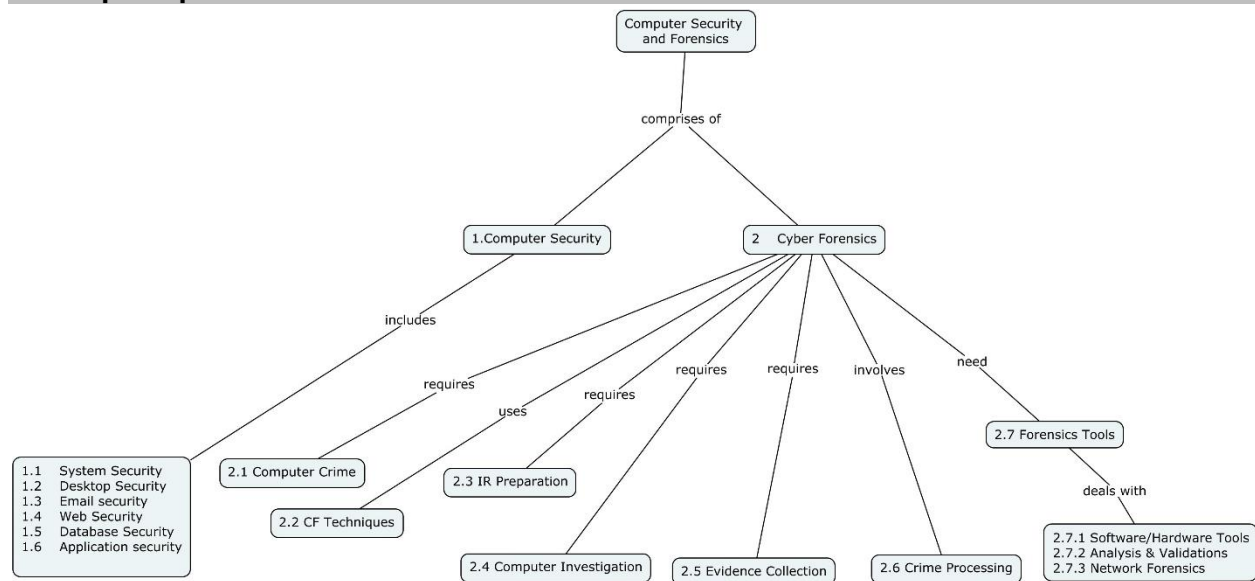 Computer Security
and Forensics
comprises of
1.Computer Security
2 Cyber Forensics
includes
requires
uses
requires
requires
requires
involves
need
1.1 System Security
1.2 Desktop Security
1.3 Email security
1.4 Web Security
1.5 Database Security
1.6 Application security
2.1 Computer Crime
2.2 CF Techniques
2.3 IR Preparation
2.4 Computer Investigation
2.5 Evidence Collection
2.6 Crime Processing
2.7 Forensics Tools
deals with
2.7.1 Software/Hardware Tools
2.7.2 Analysis & Validations
2.7.3 Network Forensics